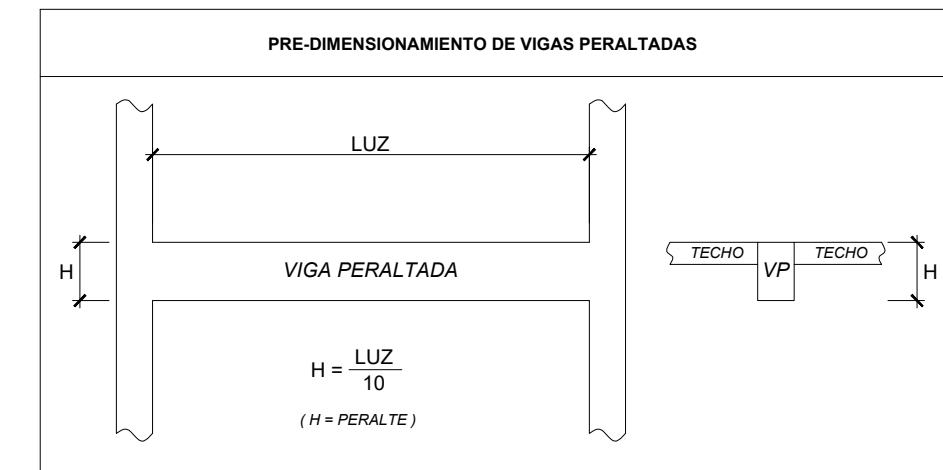 PRE-DIMENSIONAMIENTO DE VIGAS PERALTADAS
LUZ
H
VIGA PERALTADA
TECHO
VP
TECHO
H
H = LUZ
10
( H = PERALTE )